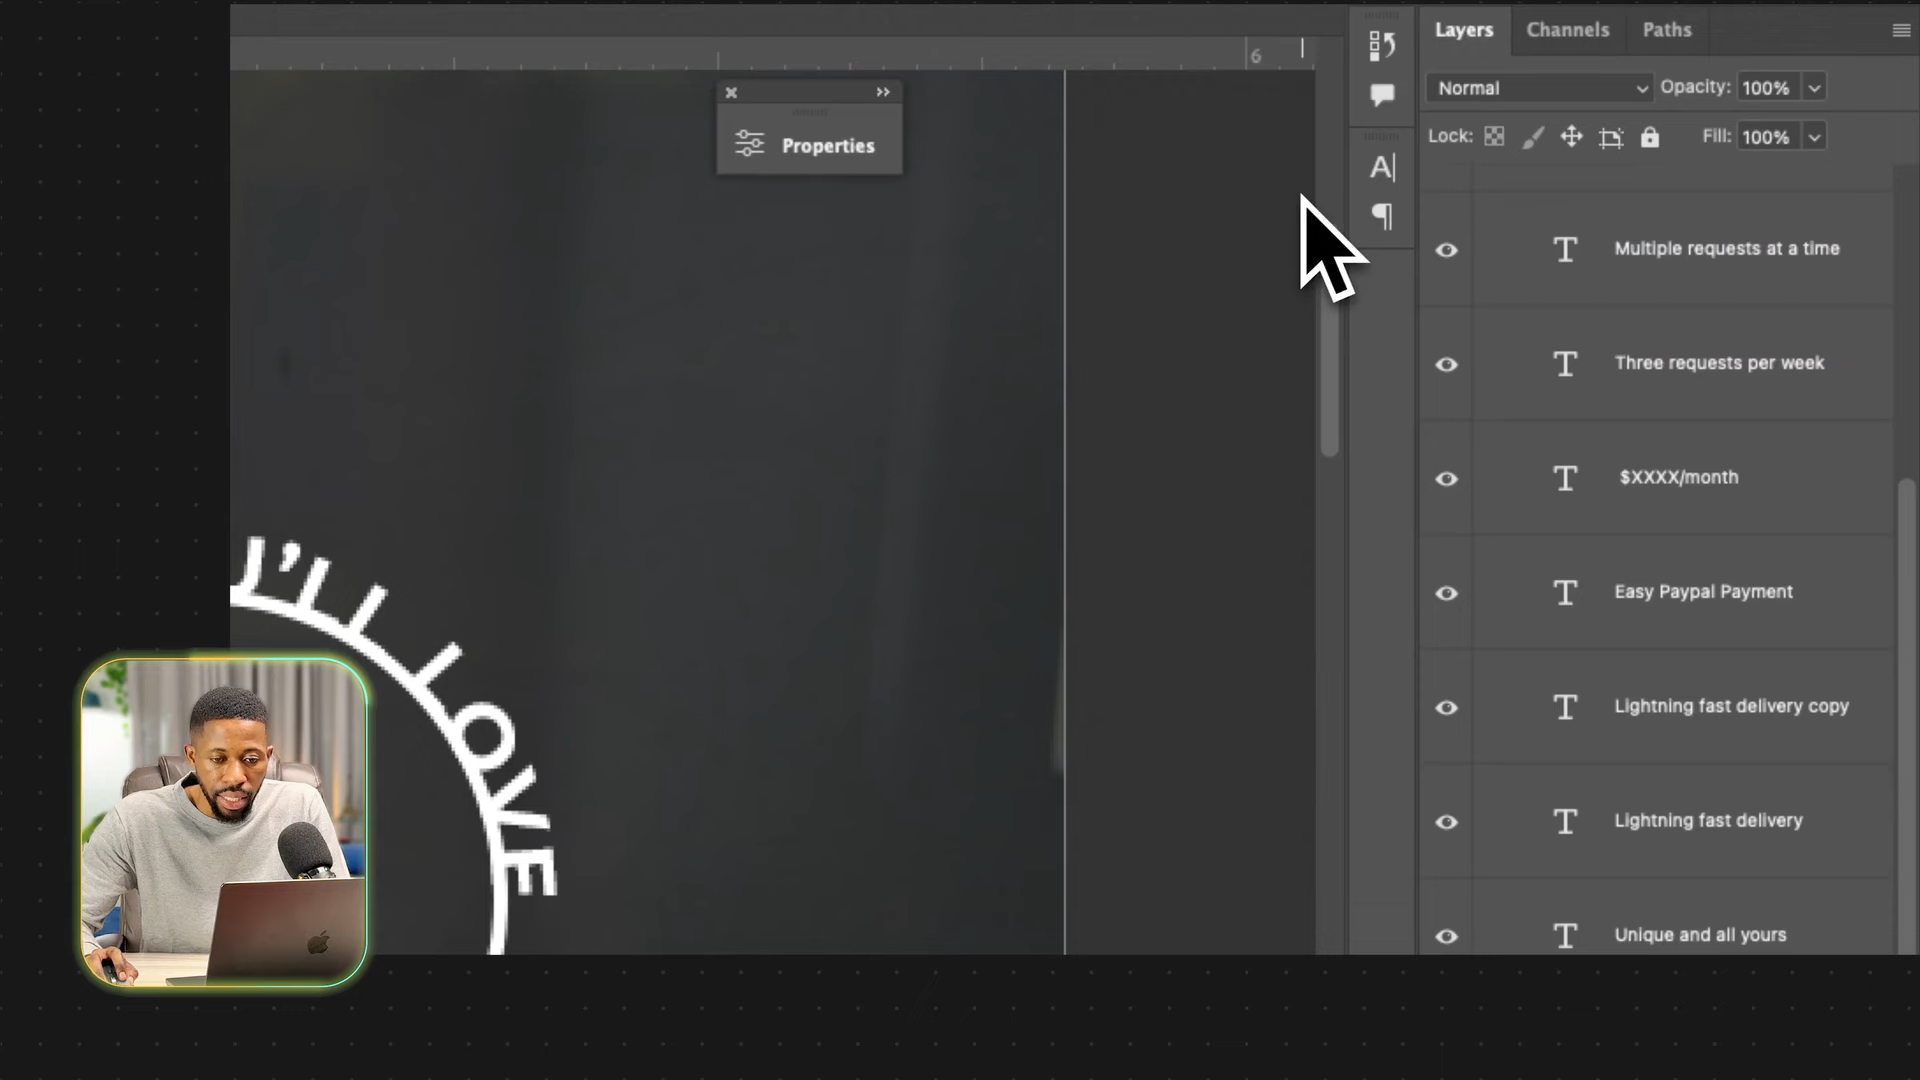 Layers Channels Paths
6
Normal Opacity: 100%
Properties
Lock: Fill: 100%
A
¶
T Multiple requests at a time
T Three requests per week
T $XXXX/month
T Easy Paypal Payment
T Lightning fast delivery copy
T Lightning fast delivery
T Unique and all yours
'LL LOVE